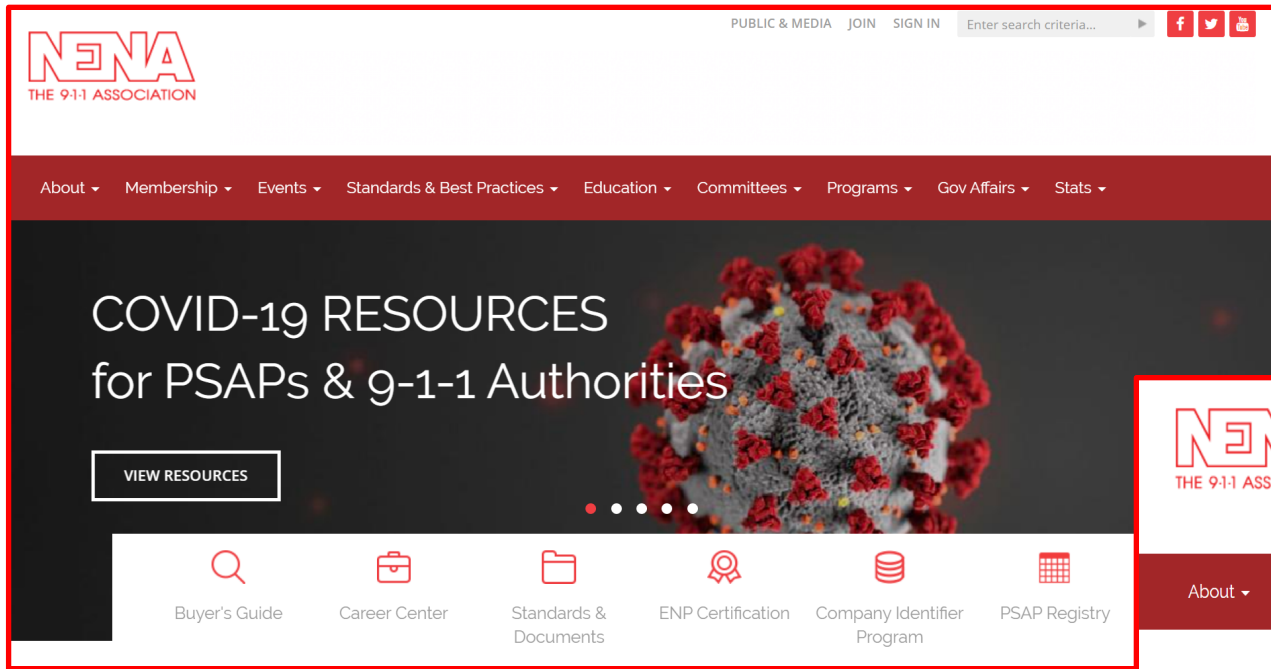 PUBLIC & MEDIA JOIN SIGN IN Enter search criteria...
NENA
THE 9-1-1 ASSOCIATION
About Membership Events Standards & Best Practices Education Committees Programs Gov Affairs Stats
COVID-19 RESOURCES
for PSAPs & 9-1-1 Authorities
VIEW RESOURCES
Buyer's Guide Career Center Standards & Documents ENP Certification Company Identifier Program PSAP Registry
THE 9-1-1 ASS
About